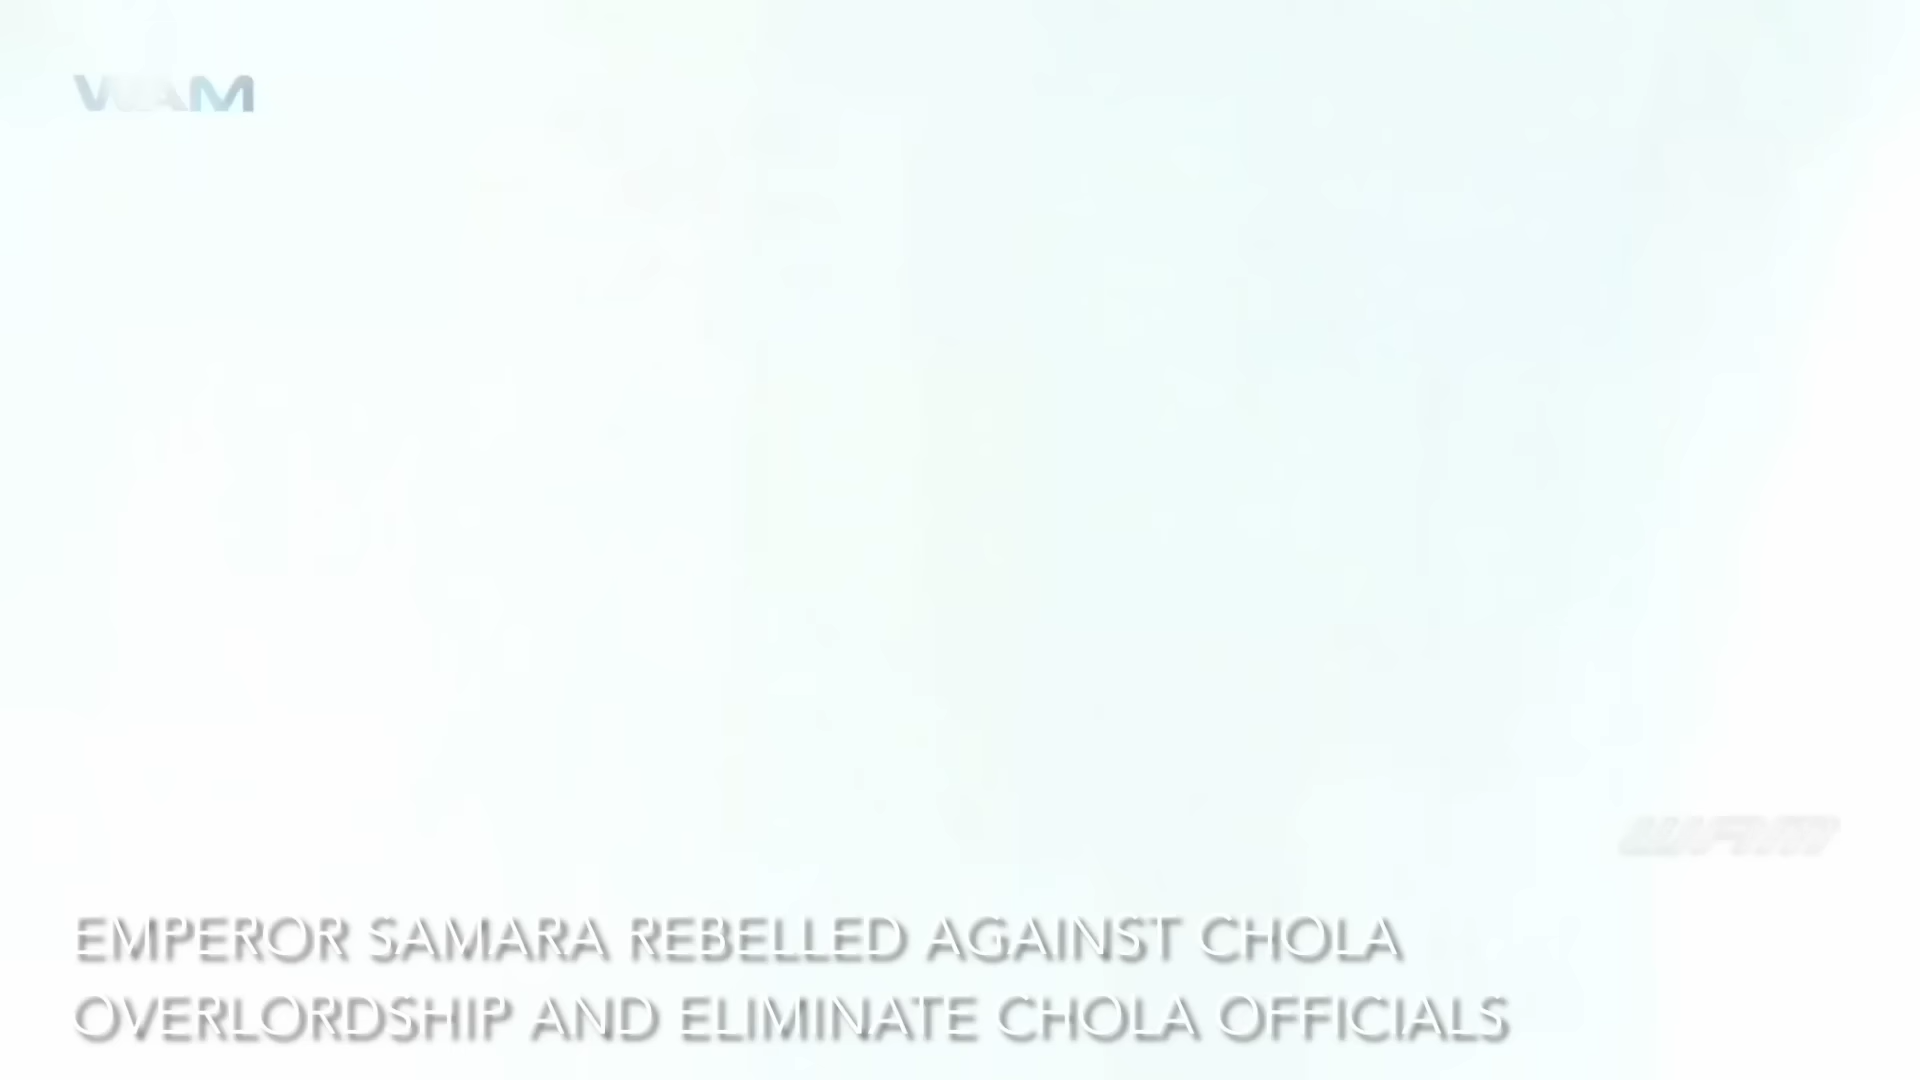 WAM
EMPEROR SAMARA REBELLED AGAINST CHOLA
OVERLORDSHIP AND ELIMINATE CHOLA OFFICIALS